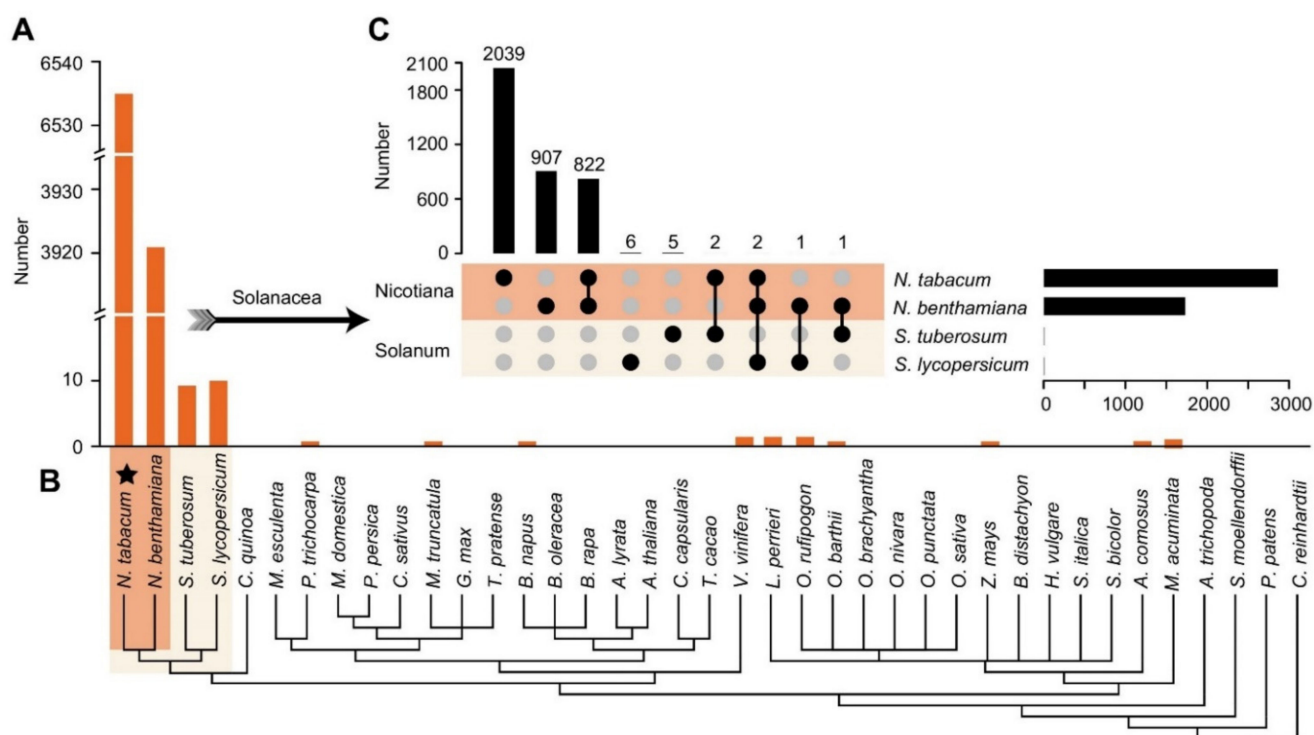 A
C
6540
6530
3930
3920
10
0
Number
Solanacea
2100
1800
1200
600
0
Number
2039
907
822
6
5
2
2
1
1
Nicotiana
Solanum
N. tabacum
N. benthamiana
S. tuberosum
S. lycopersicum
0
1000
2000
3000
B
N. tabacum
N. benthamiana
S. tuberosum
S. lycopersicum
C. quinoa
M. esculenta
P. trichocarpa
M. domestica
P. persica
C. sativus
M. truncatula
G. max
T. pratense
B. napus
B. oleracea
B. rapa
A. lyrata
A. thaliana
C. capsularis
T. cacao
V. vinifera
L. perrieri
O. rufipogon
O. barthii
O. brachyantha
O. nivara
O. punctata
O. sativa
Z. mays
B. distachyon
H. vulgare
S. italica
S. bicolor
A. comosus
M. acuminata
A. trichopoda
S. moellendorffii
P. patens
C. reinhardtii